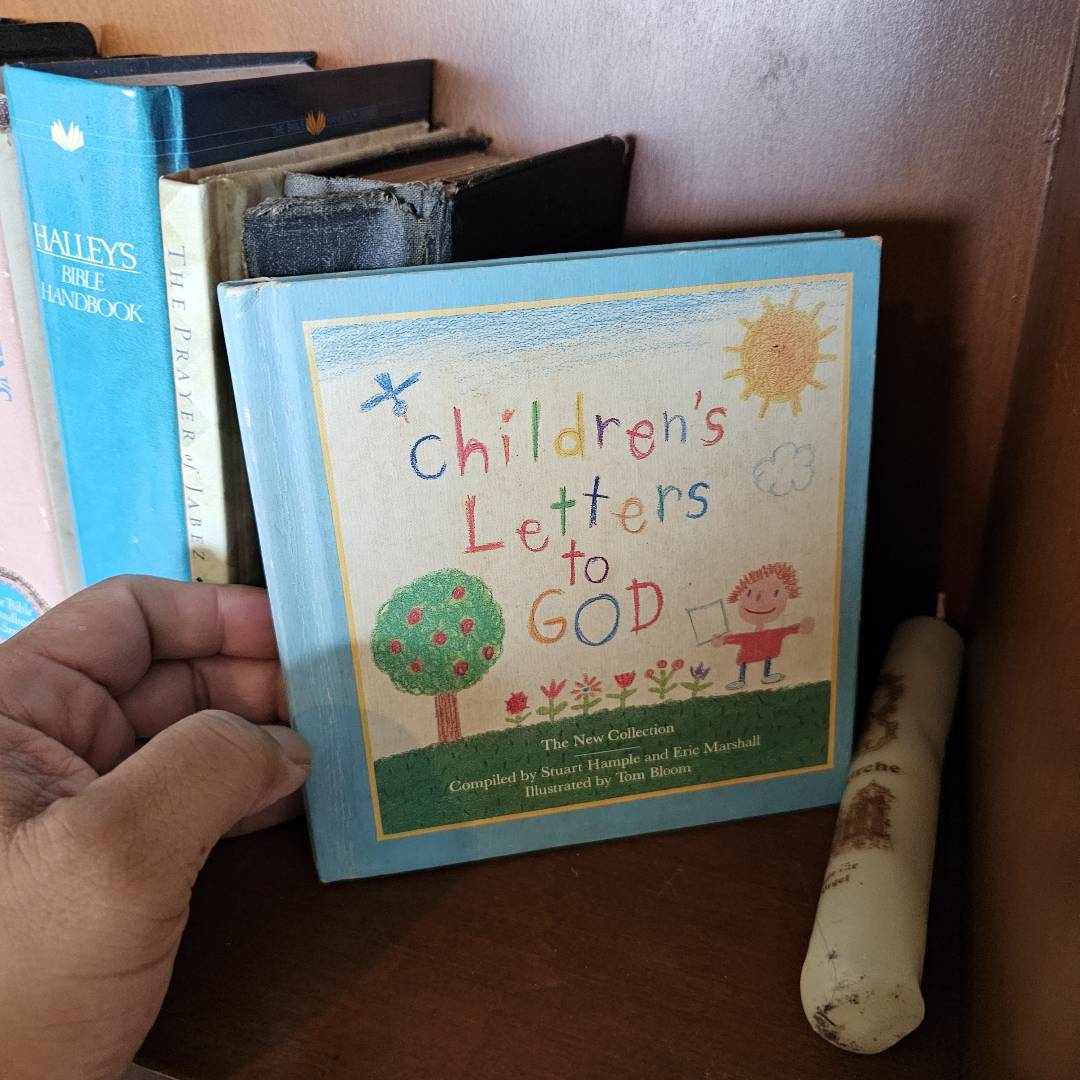 HALLEY'S
BIBLE
HANDBOOK
THE PRAYER of JABEZ
children's
Letters
to
GOD
The New Collection
Compiled by Stuart Hample and Eric Marshall
Illustrated by Tom Bloom